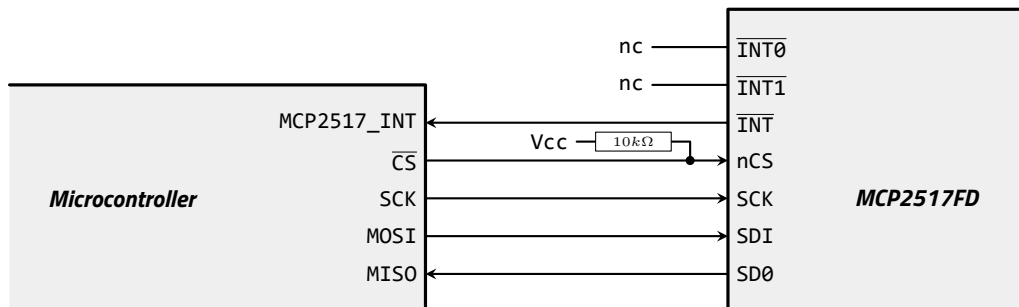 nc INT0
nc INT1
MCP2517_INT INT
Vcc 10kΩ
CS nCS
Microcontroller SCK SCK MCP2517FD
MOSI SDI
MISO SD0